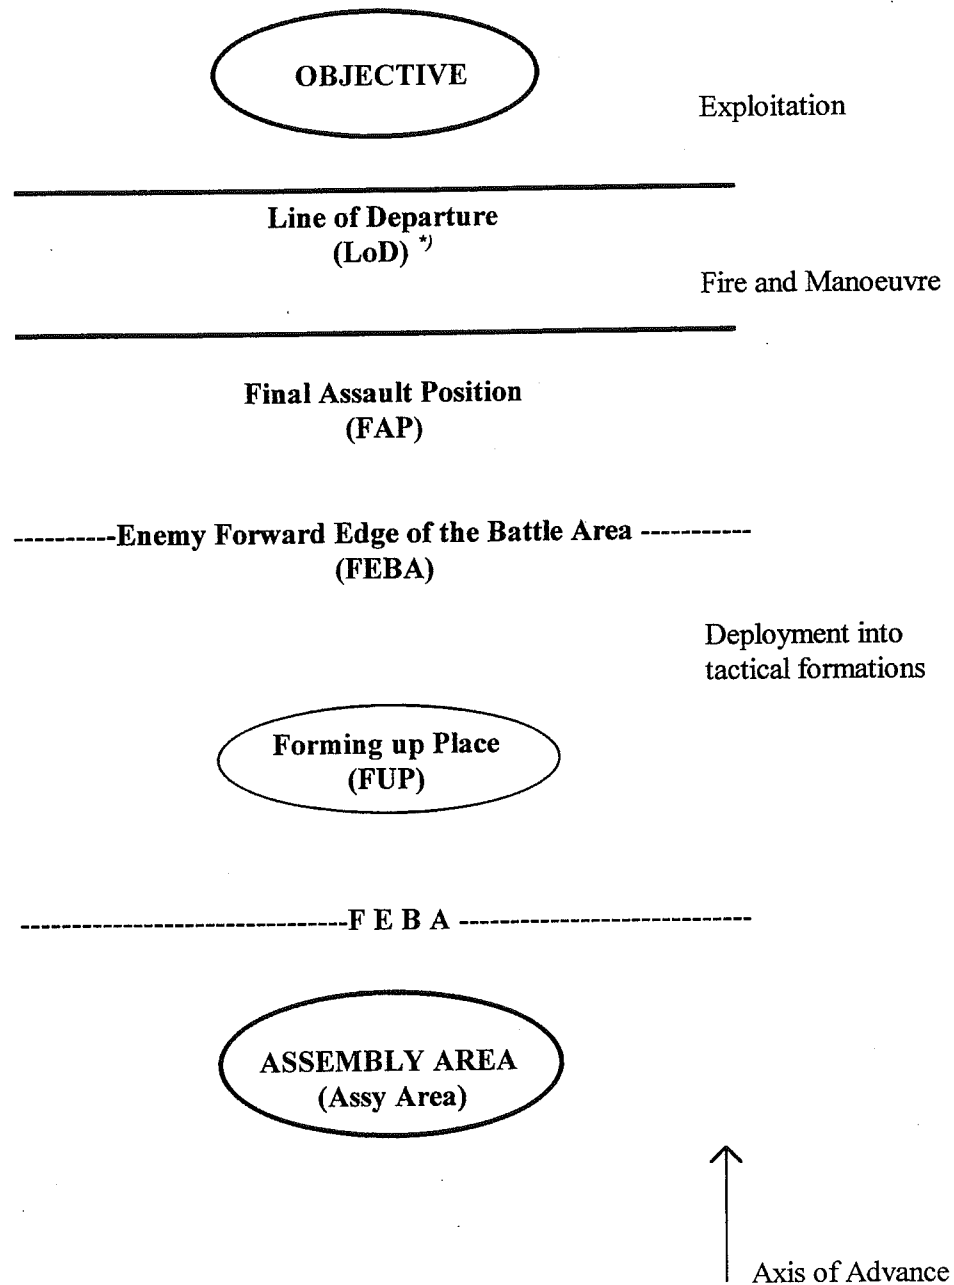 OBJECTIVE
Exploitation
Line of Departure
(LoD) *)
Fire and Manoeuvre
Final Assault Position
(FAP)
----------Enemy Forward Edge of the Battle Area -----------
(FEBA)
Deployment into
tactical formations
Forming up Place
(FUP)
--------------------------------F E B A -----------------------------
ASSEMBLY AREA
(Assy Area)
Axis of Advance